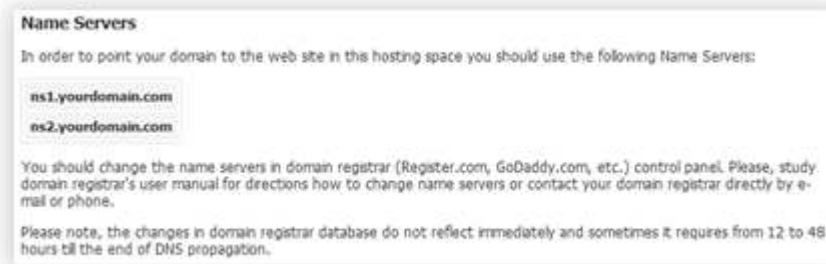 Name Servers
In order to point your domain to the web site in this hosting space you should use the following Name Servers:
ns1.yourdomain.com
ns2.yourdomain.com
You should change the name servers in domain registrar (Register.com, GoDaddy.com, etc.) control panel. Please, study
domain registrar's user manual for directions how to change name servers or contact your domain registrar directly by e-
mail or phone.
Please note, the changes in domain registrar database do not reflect immediately and sometimes it requires from 12 to 48
hours till the end of DNS propagation.